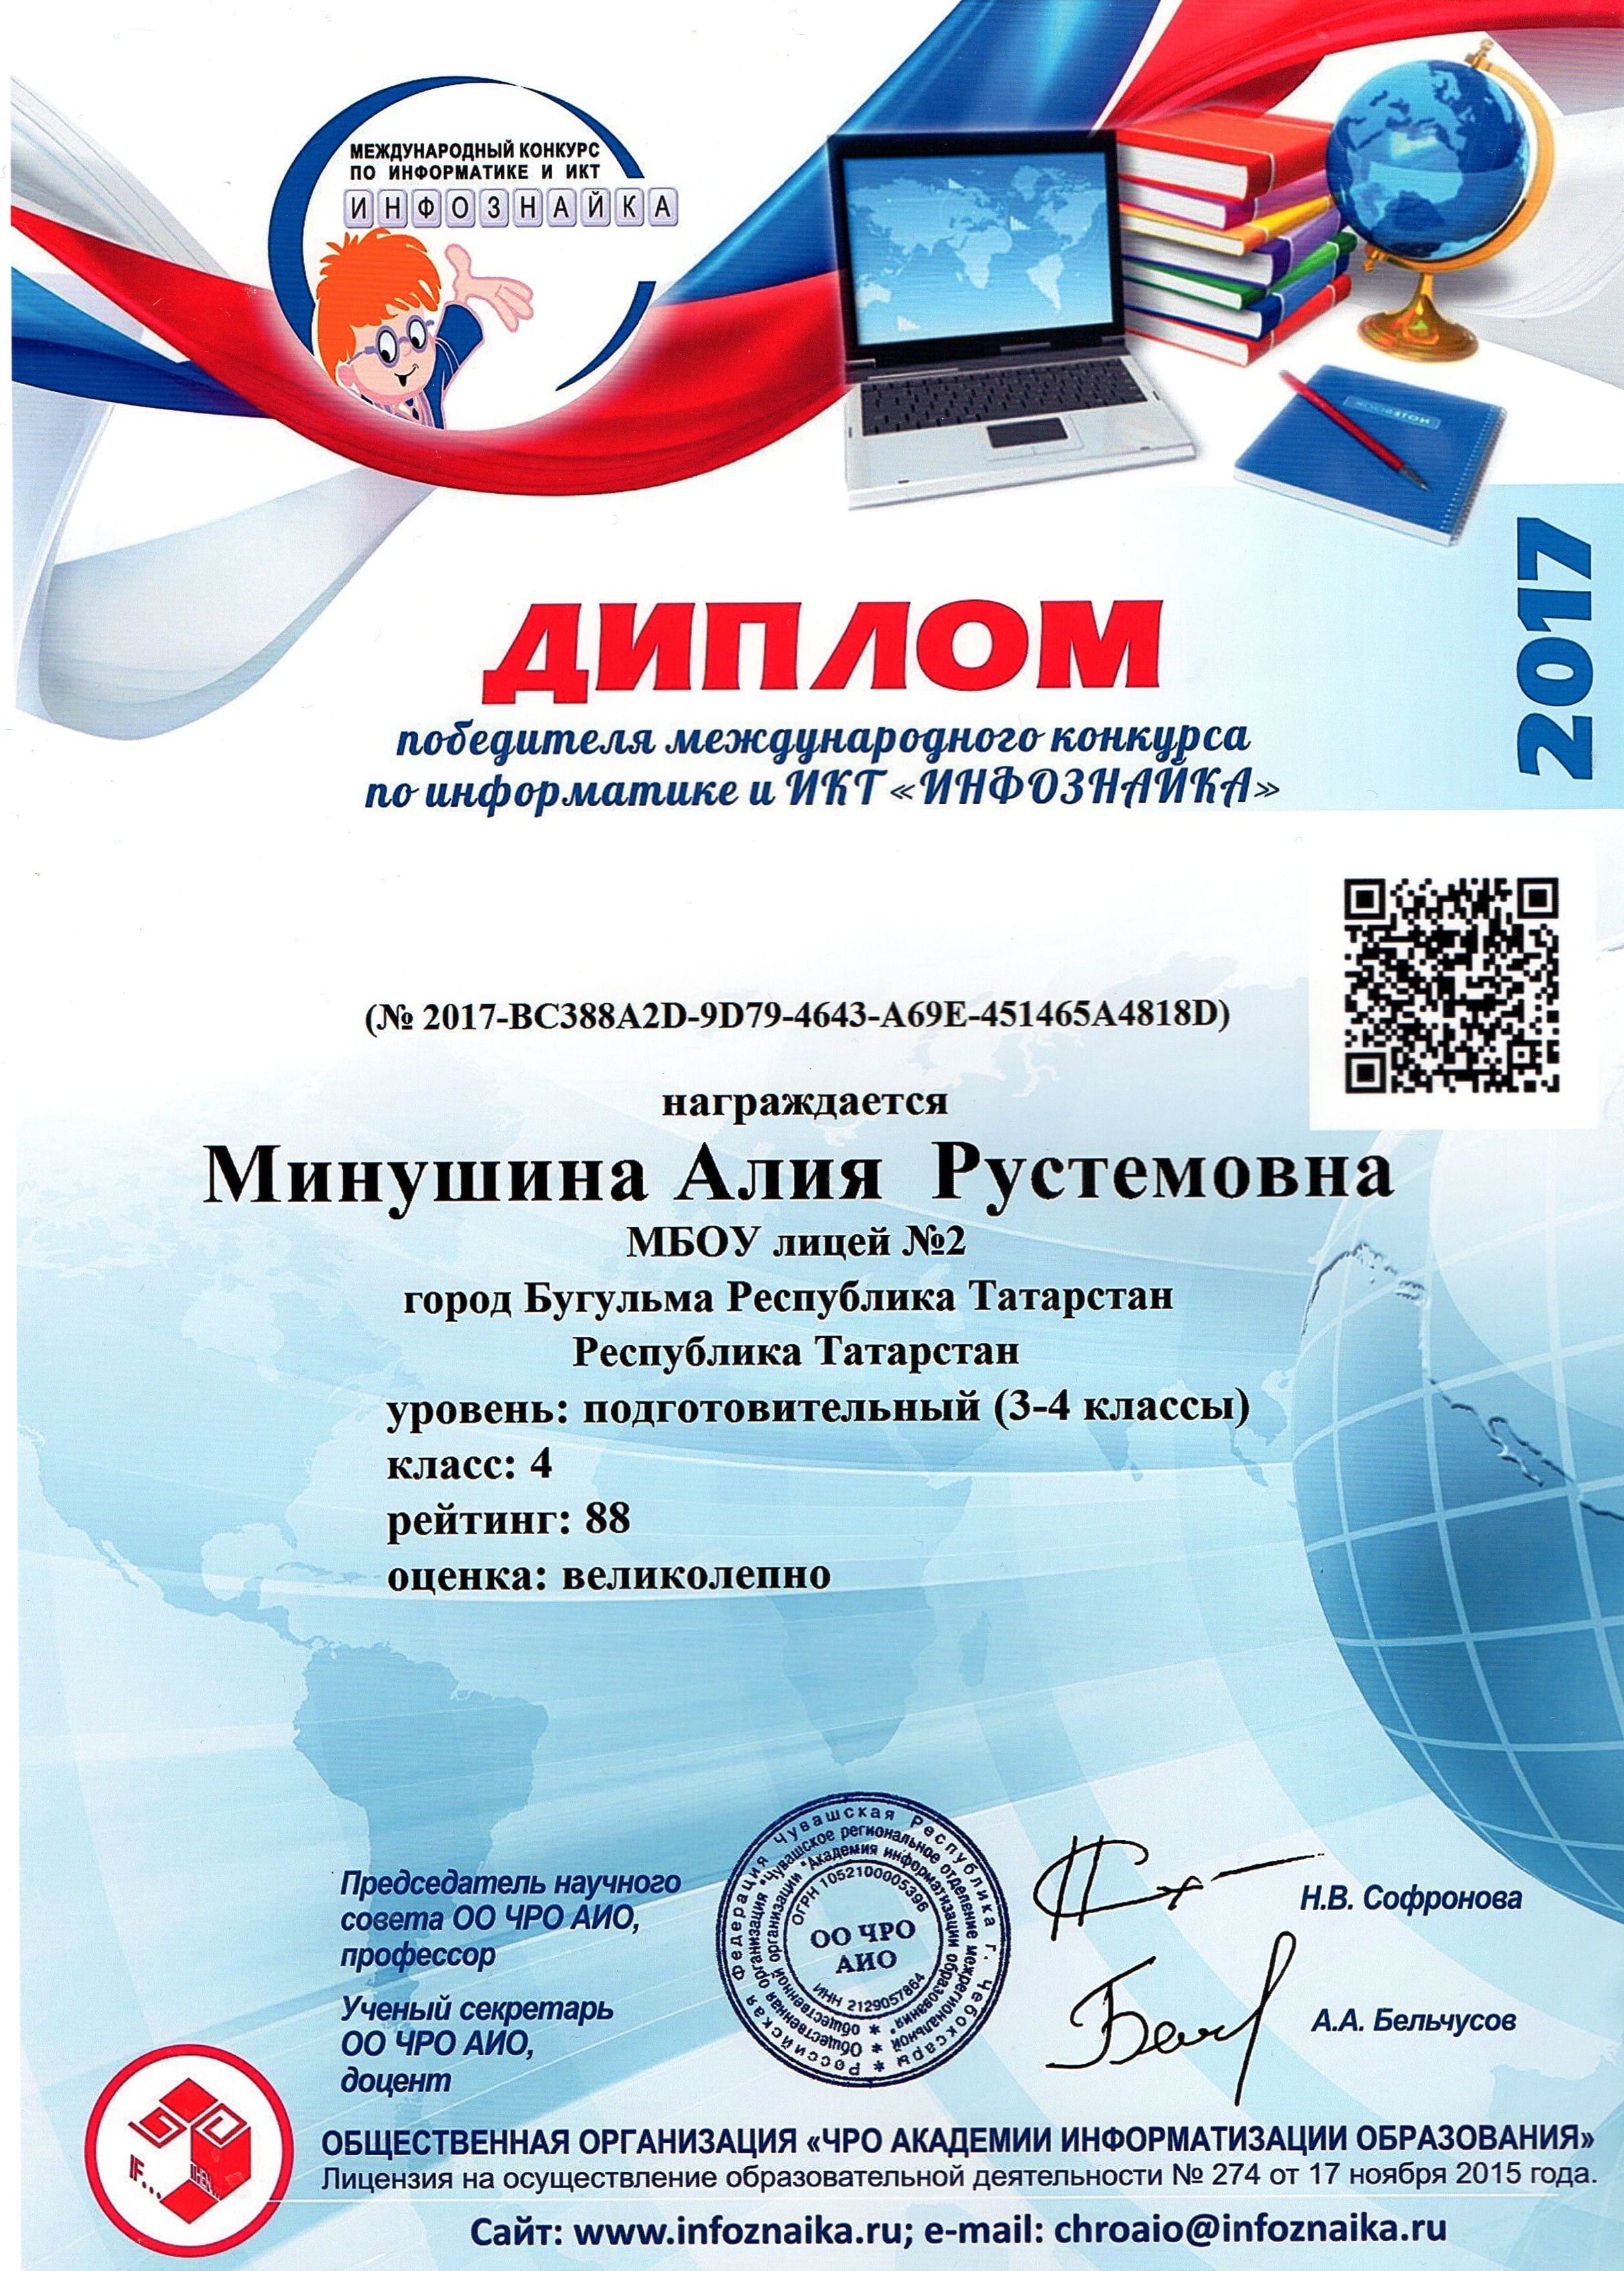 МЕЖДУНАРОДНЫЙ КОНКУРС
ПО ИНФОРМАТИКЕ И ИКТ
ИНФОЗНАЙКА
NOTEBOOK
2017
ДИПЛОМ
победителя международного конкурса
по информатике и ИКТ «ИНФОЗНАЙКА»
(№ 2017-BC388A2D-9D79-4643-A69E-451465A4818D)
награждается
Минушина Алия Рустемовна
МБОУ лицей №2
город Бугульма Республика Татарстан
Республика Татарстан
уровень: подготовительный (3-4 классы)
класс: 4
рейтинг: 88
оценка: великолепно
Председатель научного
совета ОО ЧРО АИО,
профессор
Н.В. Софронова
Ученый секретарь
ОО ЧРО АИО,
доцент
А.А. Бельчусов
Российская Федерация Чувашская Республика г. Чебоксары
Общественная организация "Чувашское региональное отделение межрегиональной
общественной организации "Академия информатизации образования"
ОГРН 1052100005396
ОО ЧРО
АИО
ИНН 2129057864
IF...
THEN...
ОБЩЕСТВЕННАЯ ОРГАНИЗАЦИЯ «ЧРО АКАДЕМИИ ИНФОРМАТИЗАЦИИ ОБРАЗОВАНИЯ»
Лицензия на осуществление образовательной деятельности № 274 от 17 ноября 2015 года.
Сайт: www.infoznaika.ru; e-mail: chroaio@infoznaika.ru